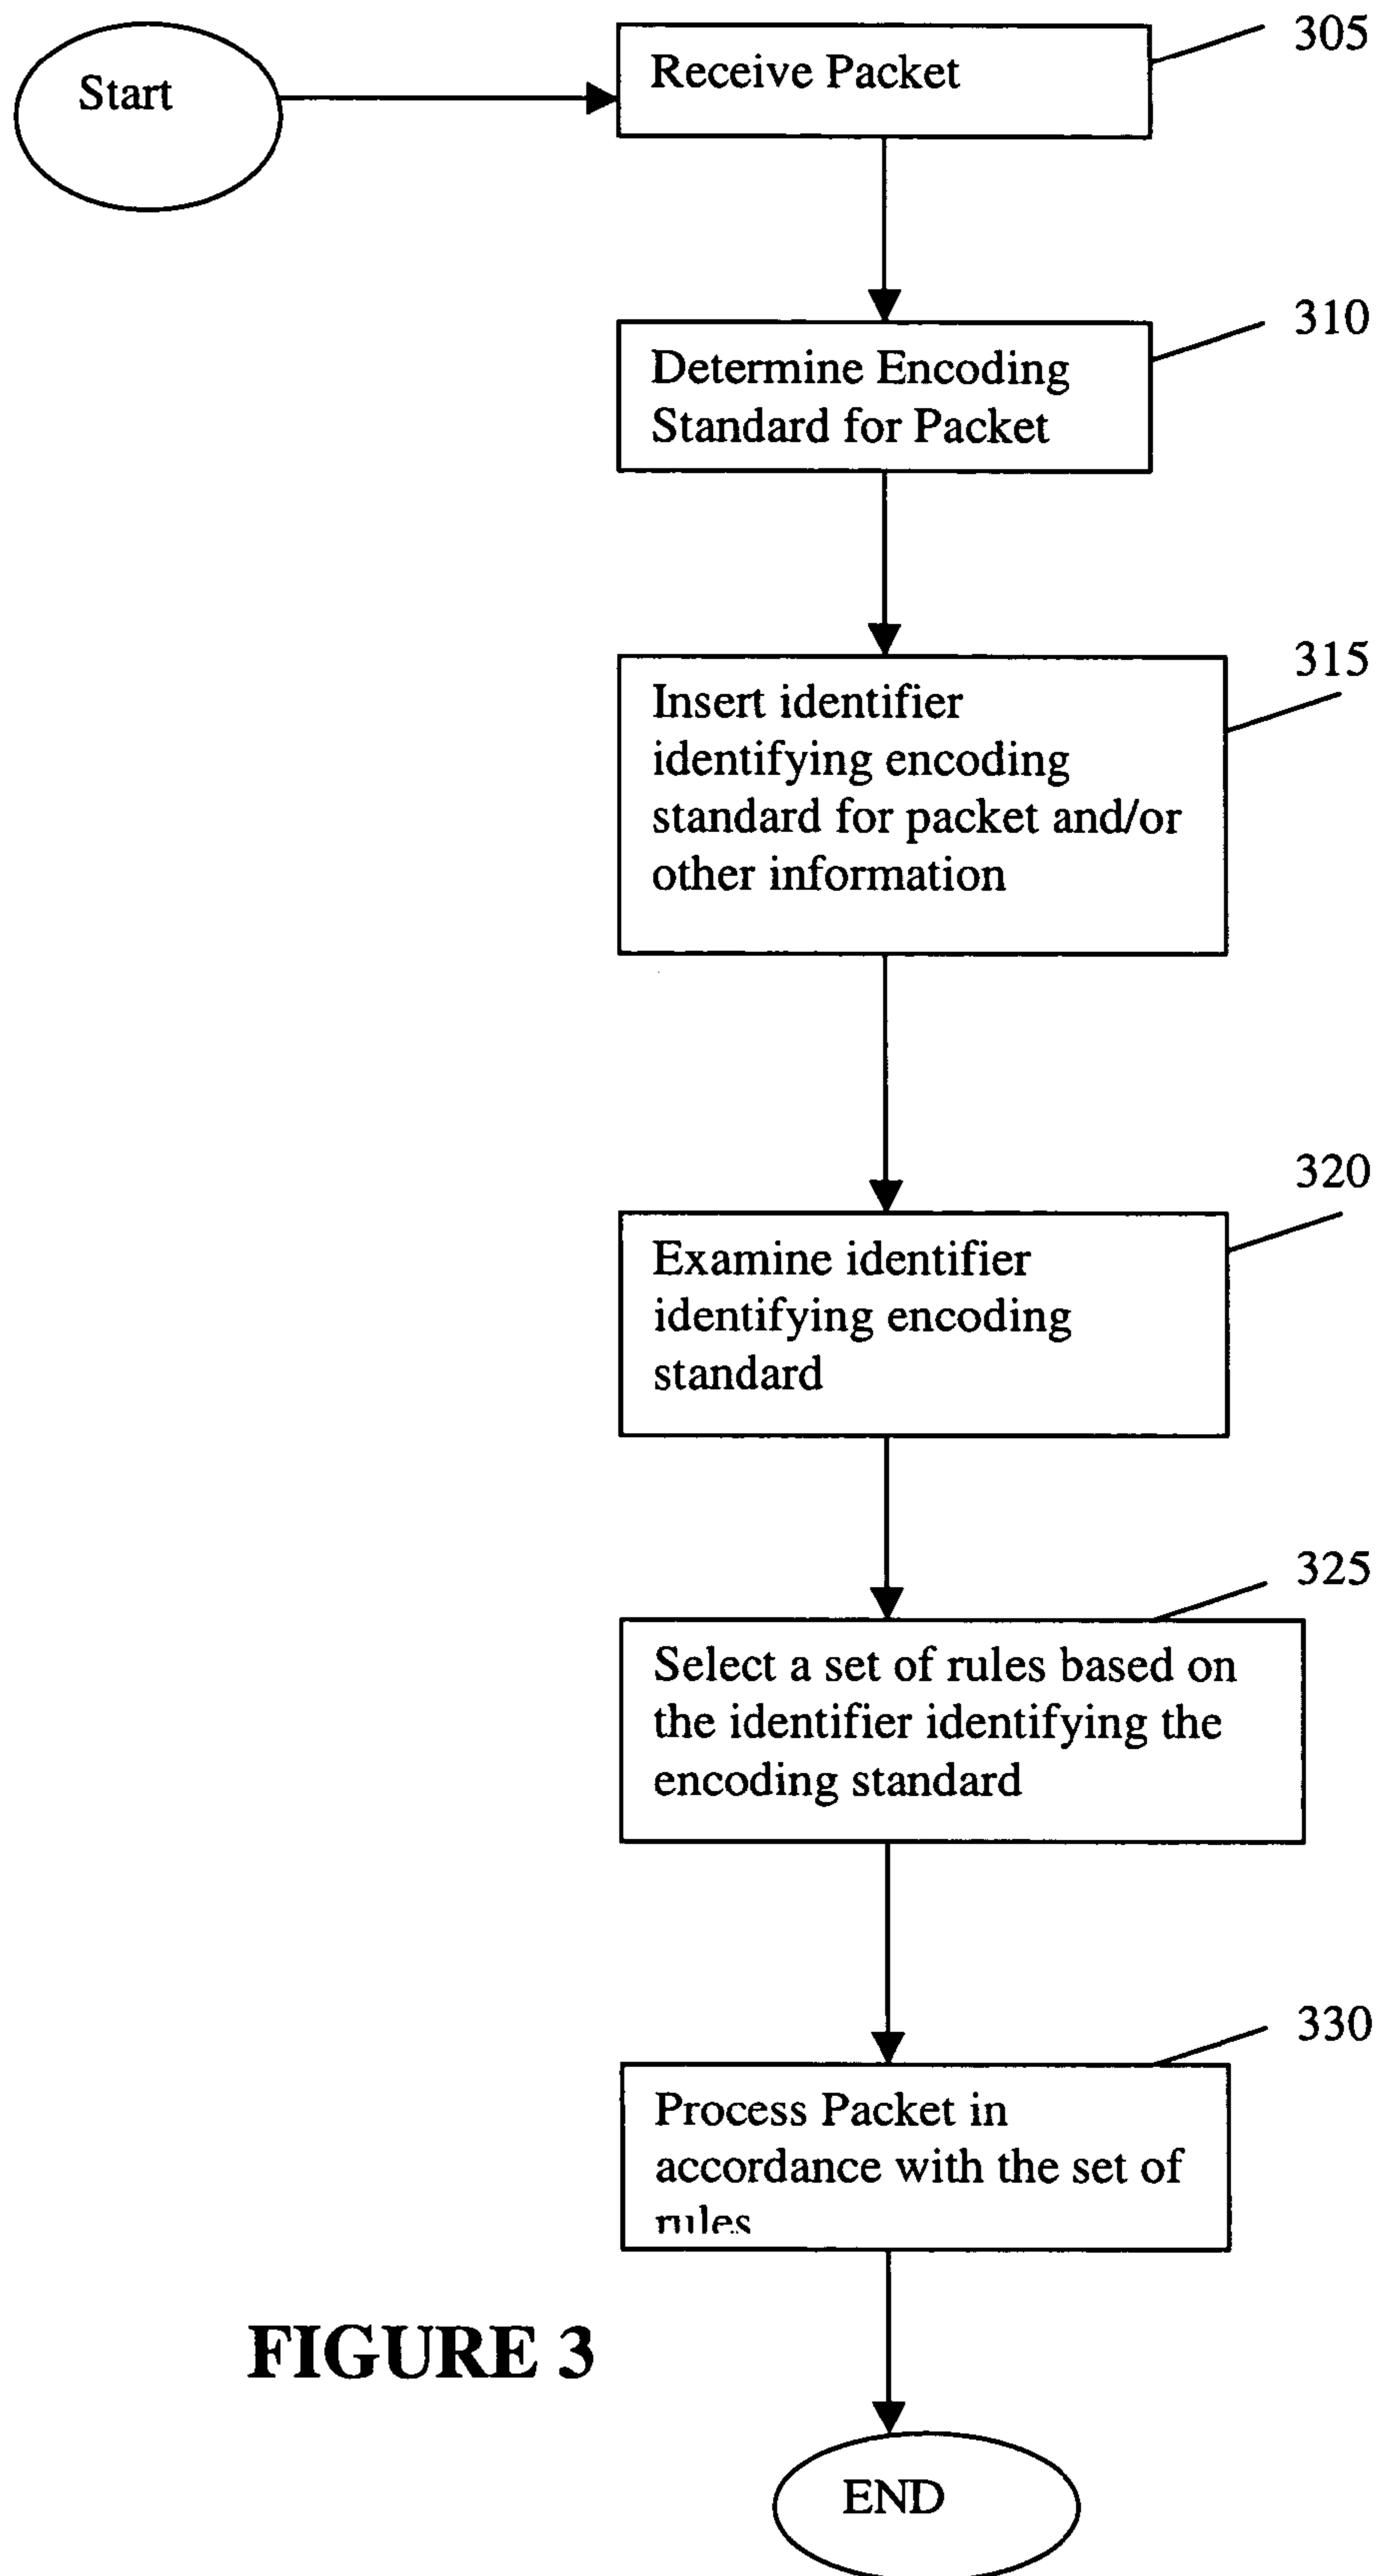 Start
Receive Packet
305
Determine Encoding
Standard for Packet
310
Insert identifier
identifying encoding
standard for packet and/or
other information
315
Examine identifier
identifying encoding
standard
320
Select a set of rules based on
the identifier identifying the
encoding standard
325
Process Packet in
accordance with the set of
rules
330
FIGURE 3
END